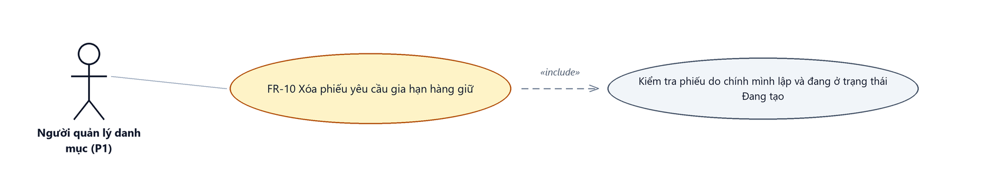 Người quản lý danh
mục (P1)
FR-10 Xóa phiếu yêu cầu gia hạn hàng giữ
«include»
Kiểm tra phiếu do chính mình lập và đang ở trạng thái
Đang tạo